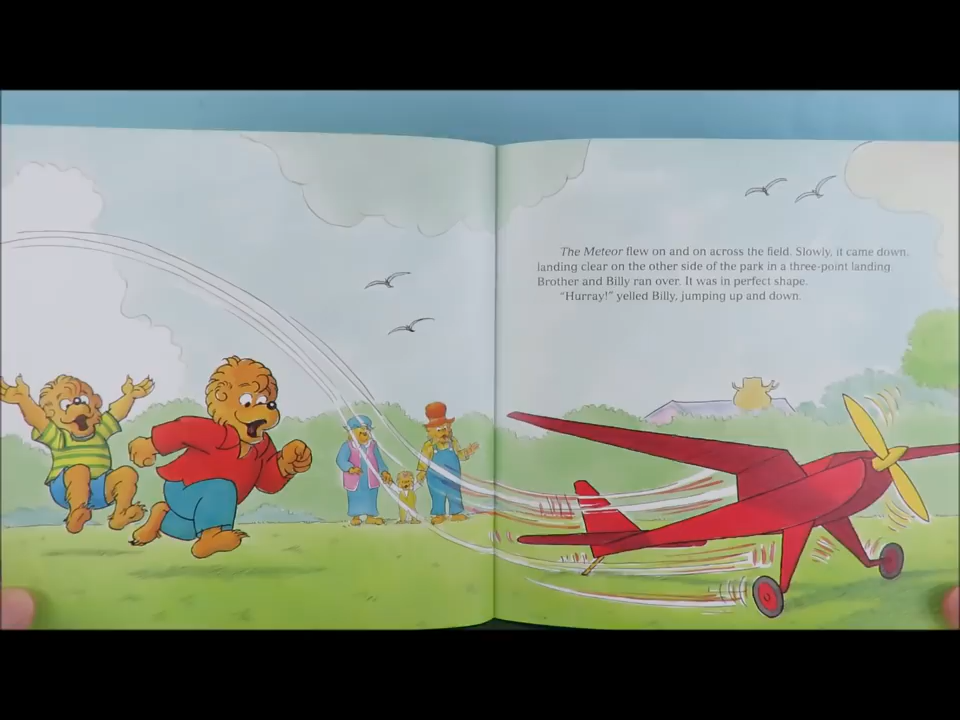 The Meteor flew on and on across the field. Slowly, it came down,
landing clear on the other side of the park in a three-point landing
Brother and Billy ran over. It was in perfect shape.
"Hurray!" yelled Billy, jumping up and down.